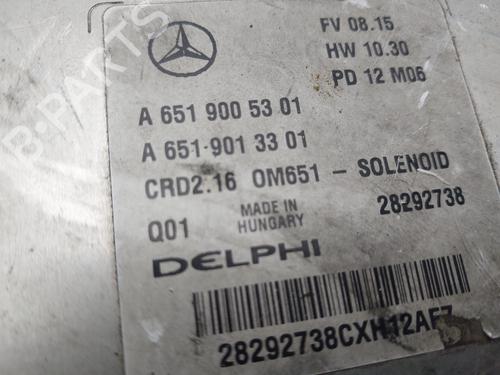 FV 08.15
HW 10.30
PD 12 M06
A 651 900 53 01
A 651-901 33 01
CRD2.16 OM651 - SOLENOID
28292738
Q01
MADE IN
HUNGARY
DELPHI
28292738CXH12AF7
B-PARTS